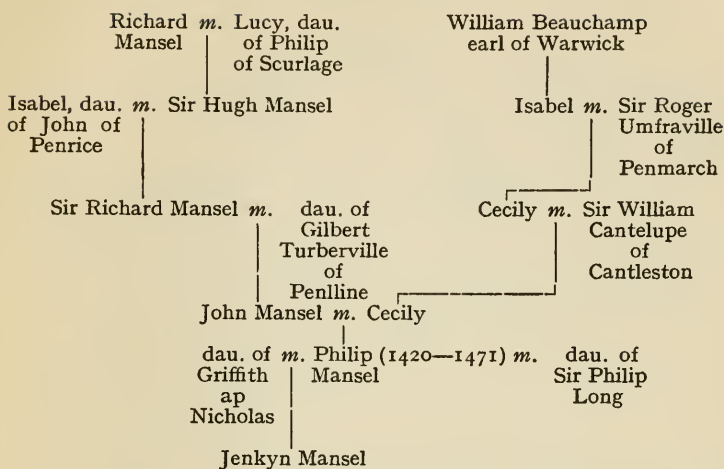 Richard m. Lucy, dau. William Beauchamp
Mansel of Philip earl of Warwick
of Scurlage
Isabel, dau. m. Sir Hugh Mansel Isabel m. Sir Roger
of John of Umfraville
Penrice of
Penmarch
Sir Richard Mansel m. dau. of Cecily m. Sir William
Gilbert Cantelupe
Turberville of
of Cantleston
Penlline
John Mansel m. Cecily
dau. of m. Philip (1420—1471) m. dau. of
Griffith Mansel Sir Philip
ap Long
Nicholas
Jenkyn Mansel